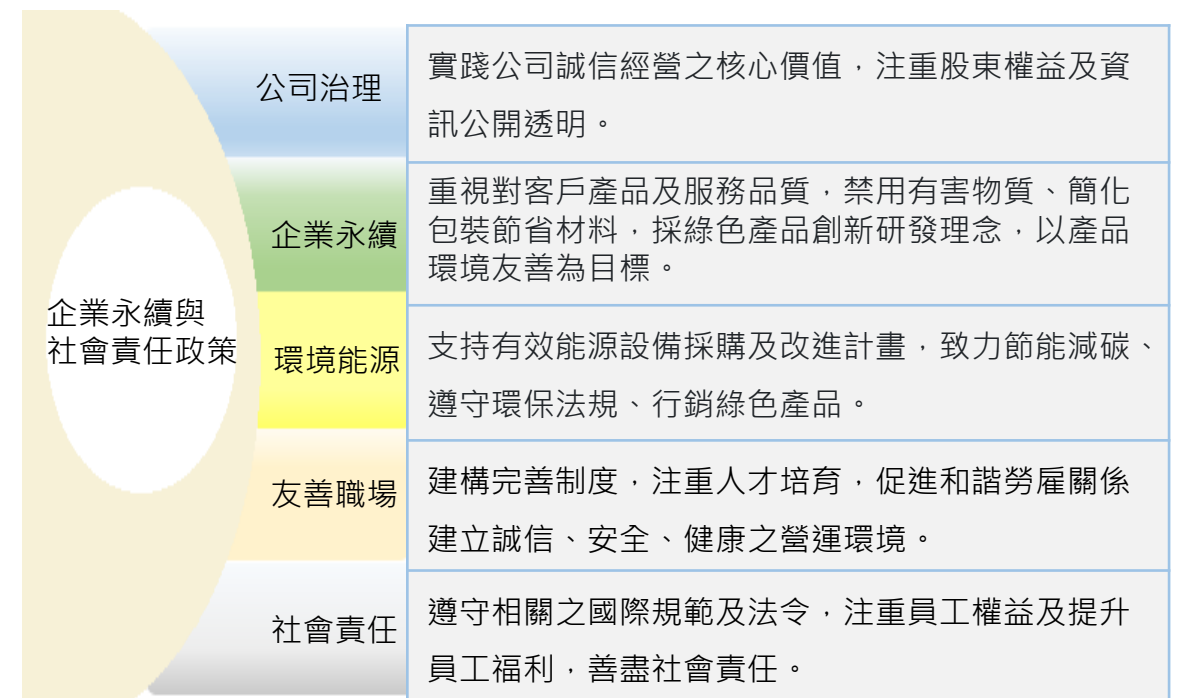 企業永續與
社會責任政策
公司治理
實踐公司誠信經營之核心價值，注重股東權益及資
訊公開透明。
企業永續
重視對客戶產品及服務品質，禁用有害物質、簡化
包裝節省材料，採綠色產品創新研發理念，以產品
環境友善為目標。
環境能源
支持有效能源設備採購及改進計畫，致力節能減碳、
遵守環保法規、行銷綠色產品。
友善職場
建構完善制度，注重人才培育，促進和諧勞雇關係
建立誠信、安全、健康之營運環境。
社會責任
遵守相關之國際規範及法令，注重員工權益及提升
員工福利，善盡社會責任。